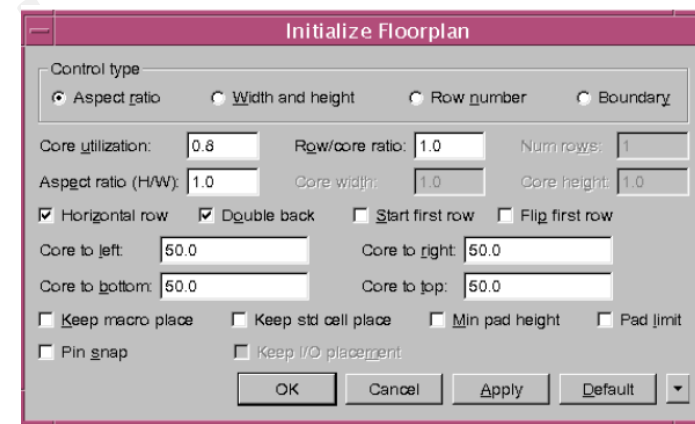 Initialize Floorplan
Control type
Aspect ratio Width and height Row number Boundary
Core utilization: 0.8 Row/core ratio: 1.0 Num rows: 1
Aspect ratio (H/W): 1.0 Core width: 1.0 Core height: 1.0
Horizontal row Double back Start first row Flip first row
Core to left: 50.0 Core to right: 50.0
Core to bottom: 50.0 Core to top: 50.0
Keep macro place Keep std cell place Min pad height Pad limit
Pin snap Keep I/O placement
OK Cancel Apply Default